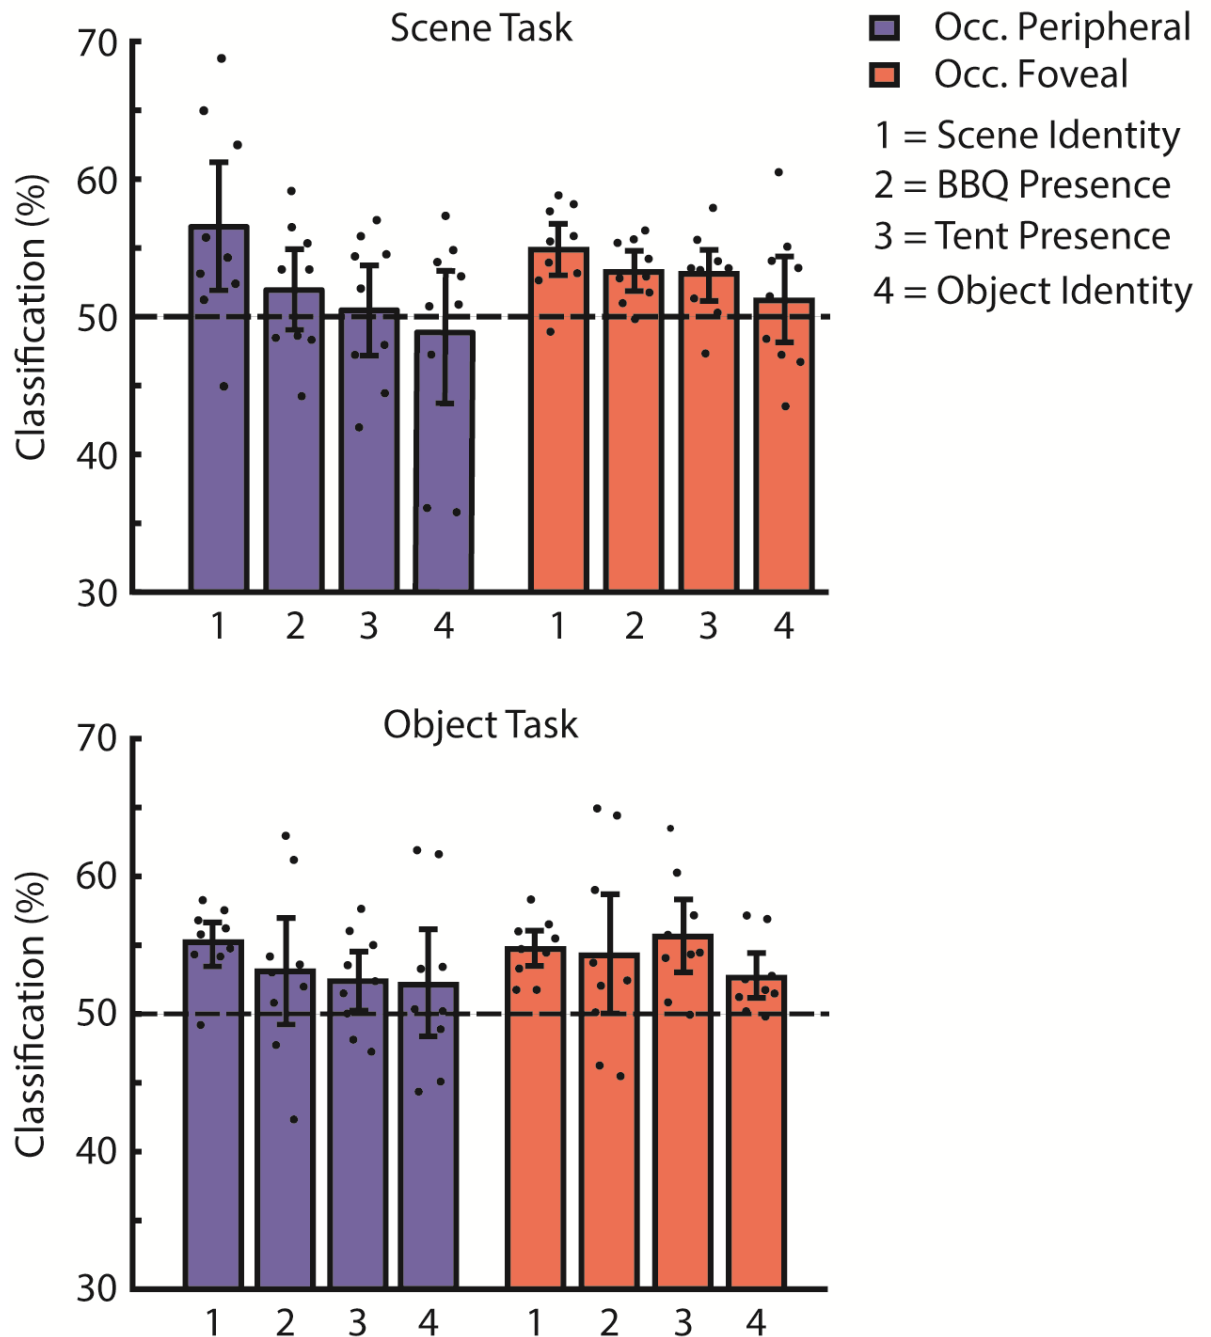 Scene Task
Occ. Peripheral
Occ. Foveal
1 = Scene Identity
2 = BBQ Presence
3 = Tent Presence
4 = Object Identity
Classification (%)
70
60
50
40
30
1 2 3 4 1 2 3 4
Object Task
Classification (%)
70
60
50
40
30
1 2 3 4 1 2 3 4